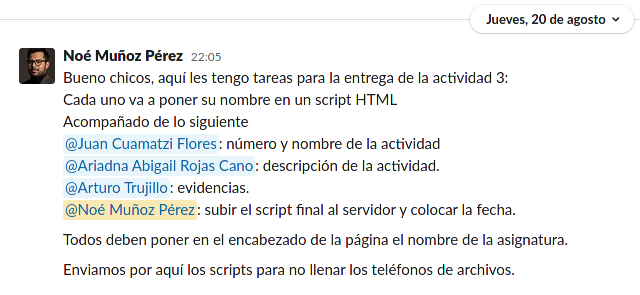 Jueves, 20 de agosto
Noé Muñoz Pérez 22:05
Bueno chicos, aquí les tengo tareas para la entrega de la actividad 3:
Cada uno va a poner su nombre en un script HTML
Acompañado de lo siguiente
@Juan Cuamatzi Flores: número y nombre de la actividad
@Ariadna Abigail Rojas Cano: descripción de la actividad.
@Arturo Trujillo: evidencias.
@Noé Muñoz Pérez: subir el script final al servidor y colocar la fecha.
Todos deben poner en el encabezado de la página el nombre de la asignatura.
Enviamos por aquí los scripts para no llenar los teléfonos de archivos.